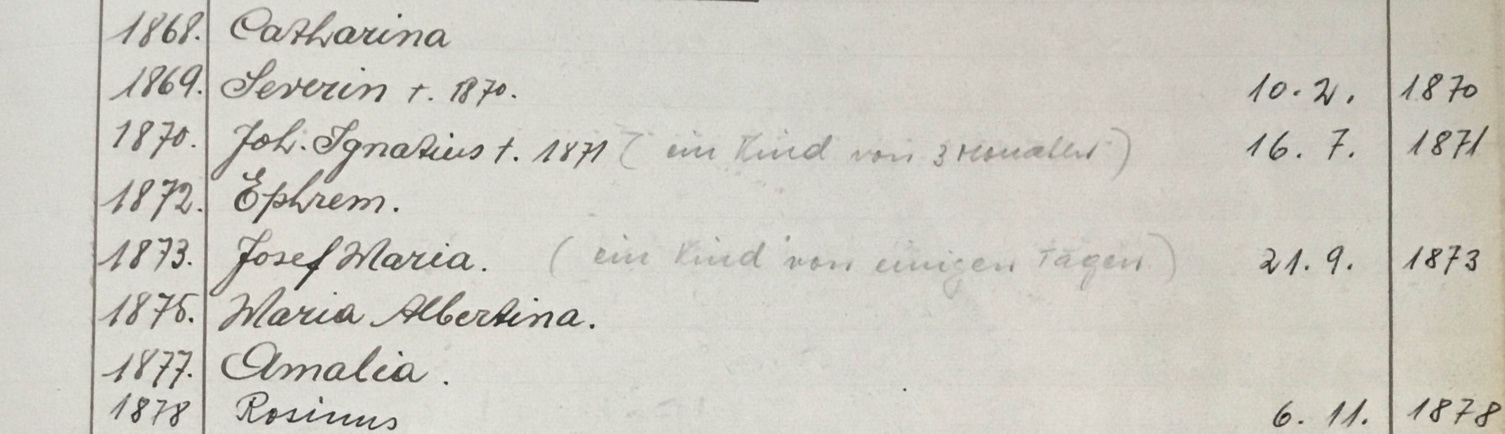 1868. Catharina
1869. Severin †. 1870. 10. 2. 1870
1870. Joh. Ignatius †. 1871 ( ein Kind von 3 Monaten ) 16. 7. 1871
1872. Ephrem.
1873. Josef Maria. ( ein Kind von einigen Tagen ) 21. 9. 1873
1875. Maria Albertina.
1877. Amalia.
1878 Rosinus 6. 11. 1878